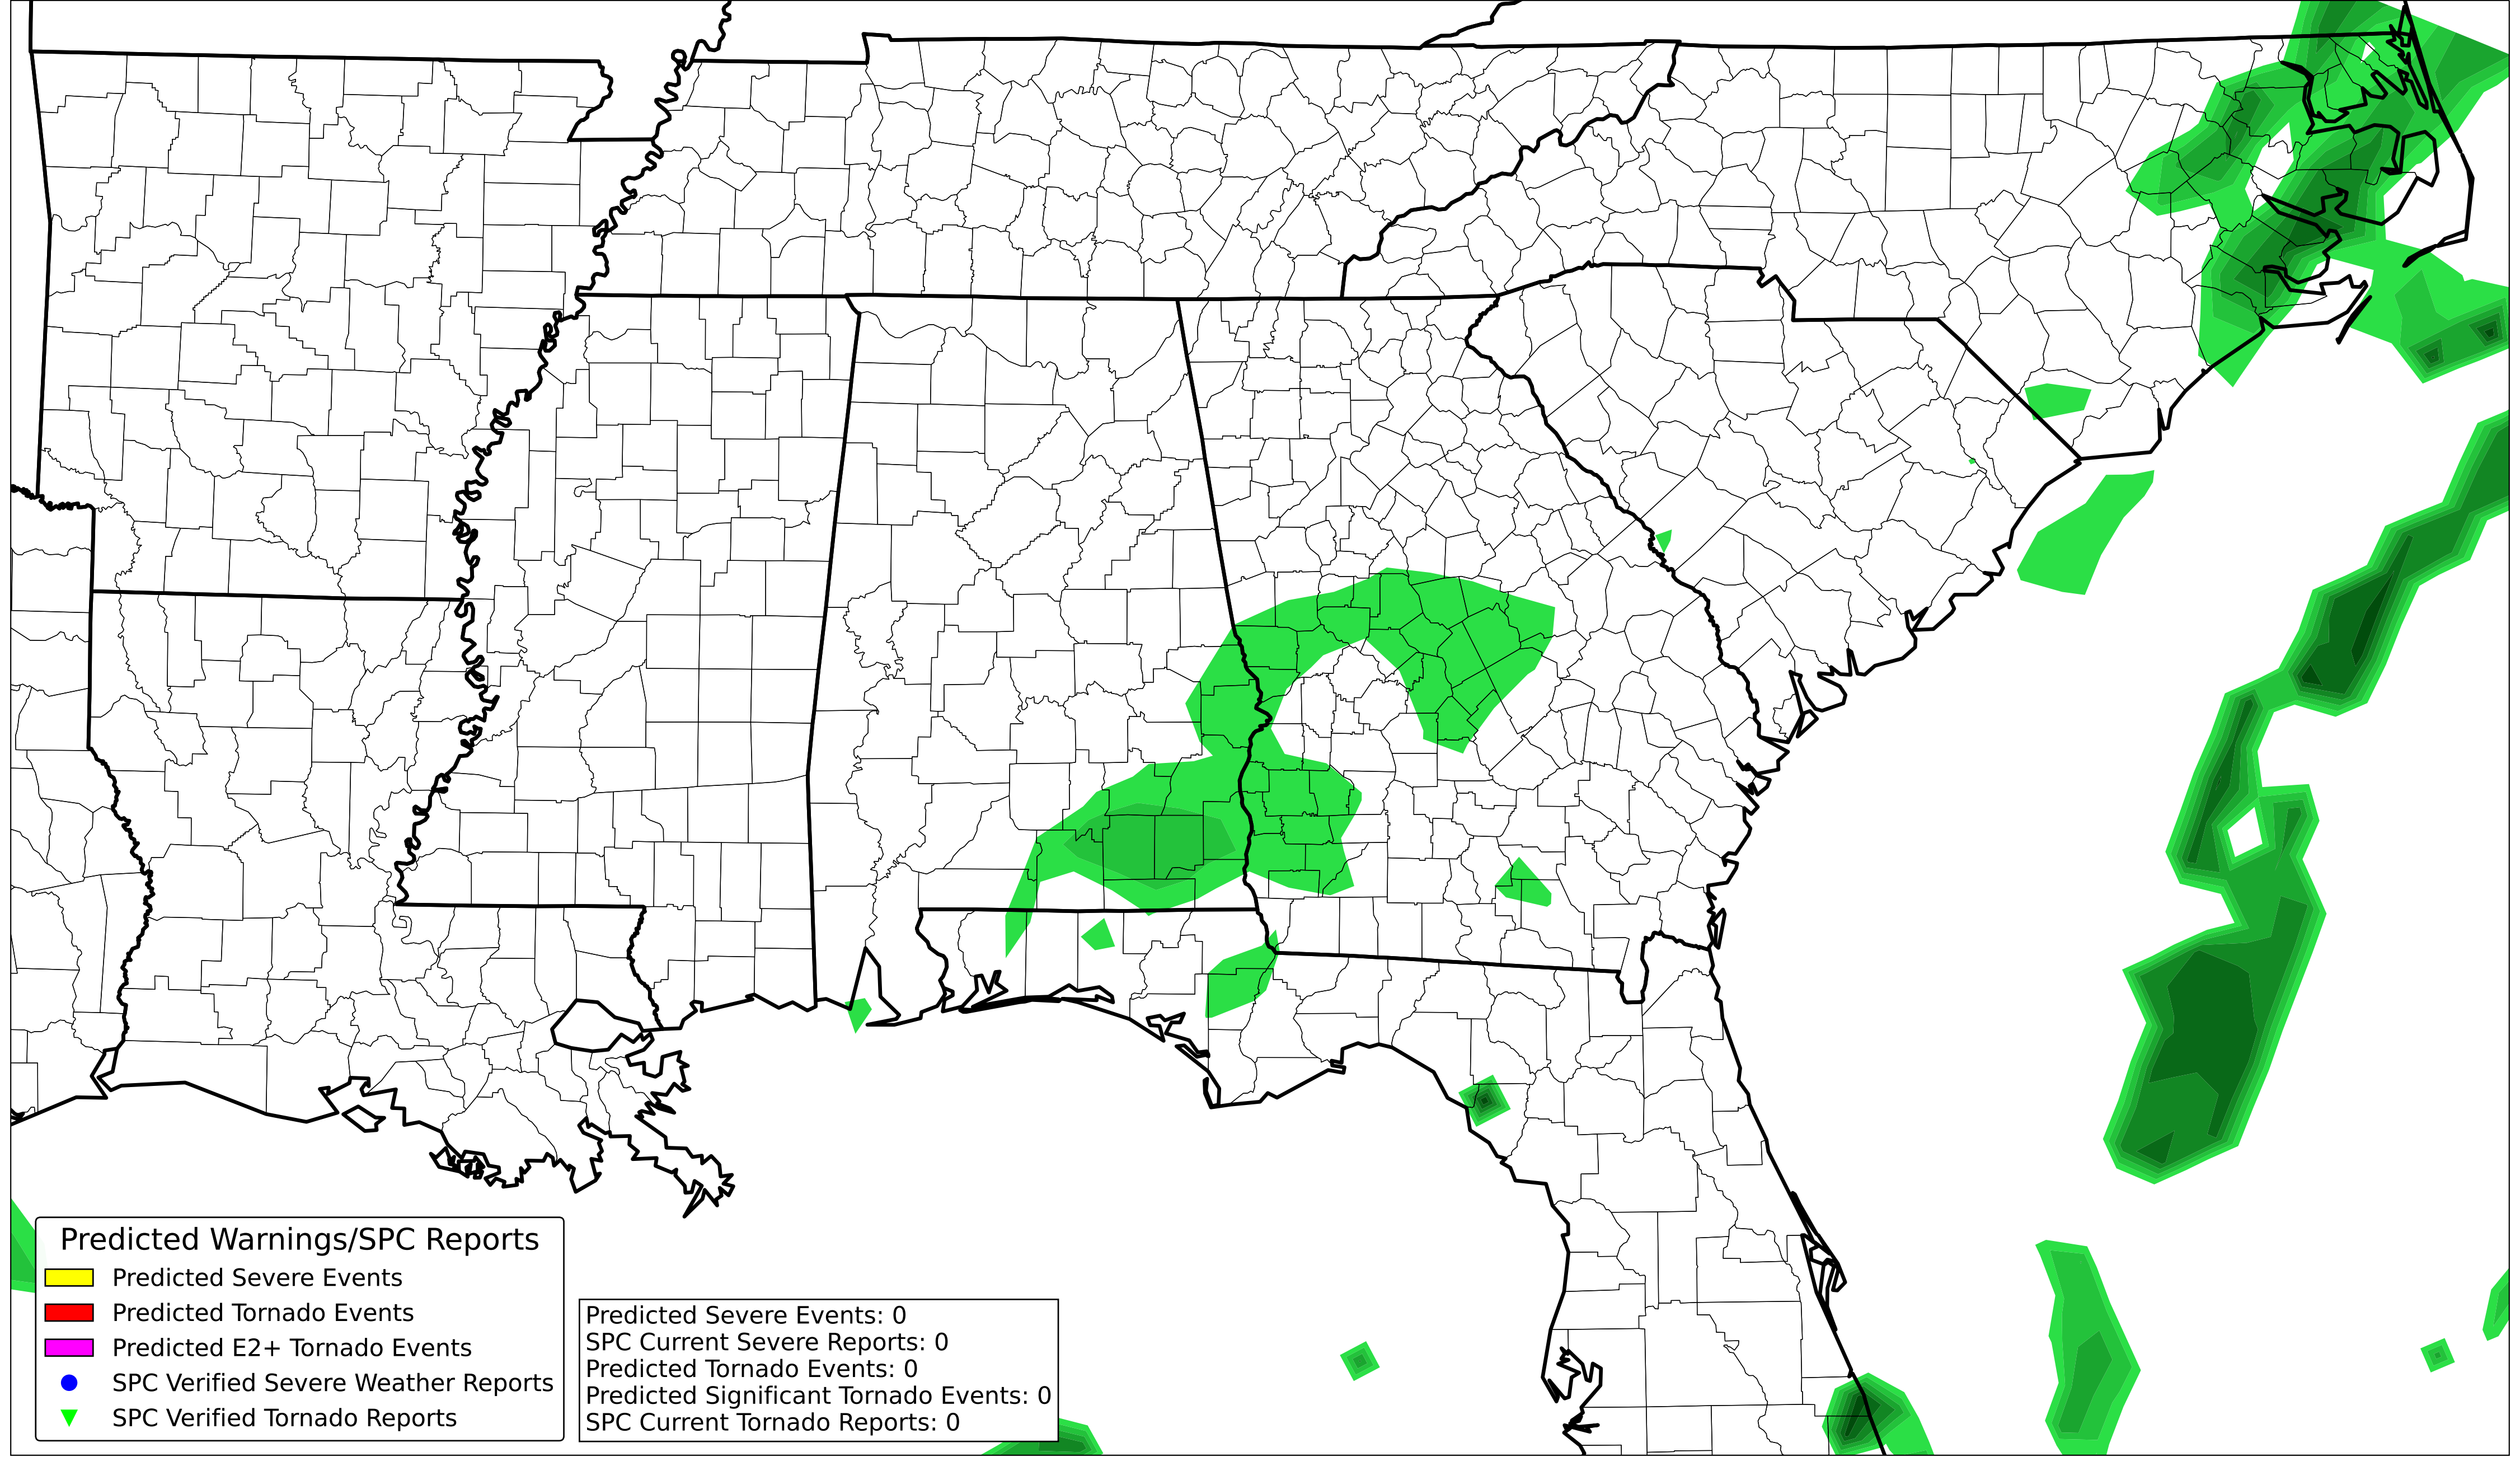 Predicted Warnings/SPC Reports
Predicted Severe Events
Predicted Tornado Events
Predicted E2+ Tornado Events
SPC Verified Severe Weather Reports
SPC Verified Tornado Reports
Predicted Severe Events: 0
SPC Current Severe Reports: 0
Predicted Tornado Events: 0
Predicted Significant Tornado Events: 0
SPC Current Tornado Reports: 0